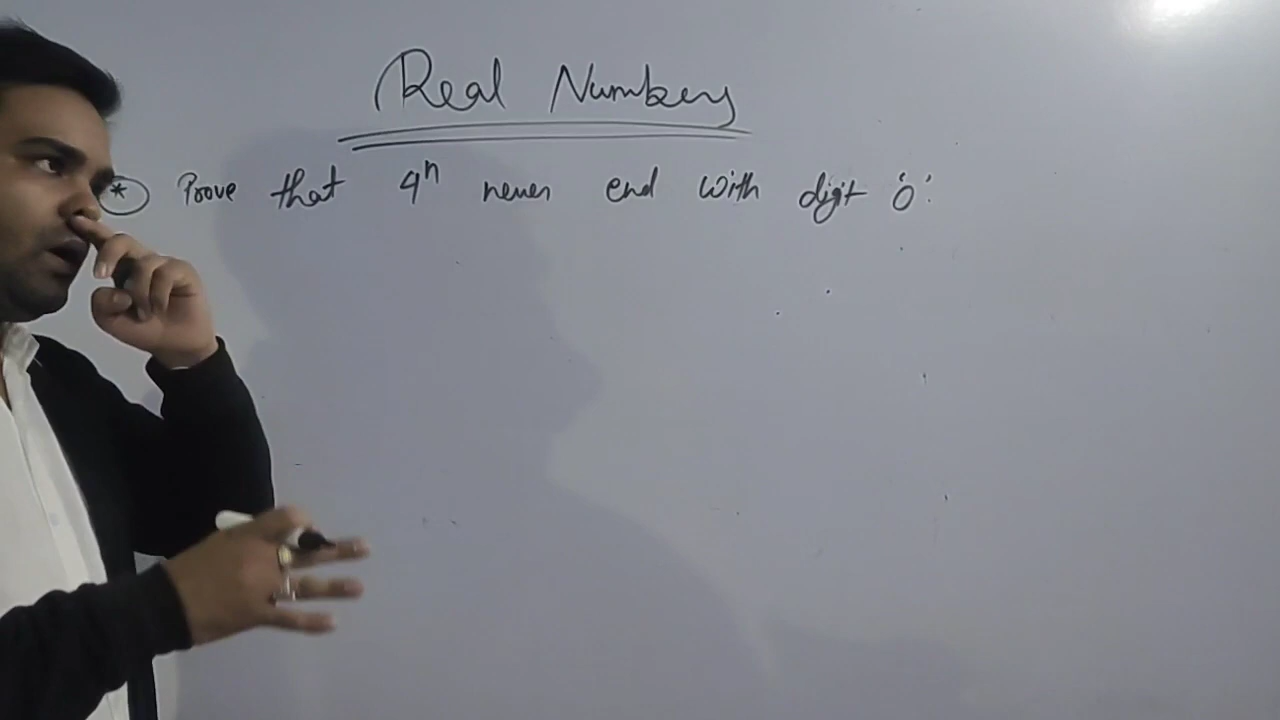 Real Numbers
* Prove that 4ⁿ never end with digit '0'.